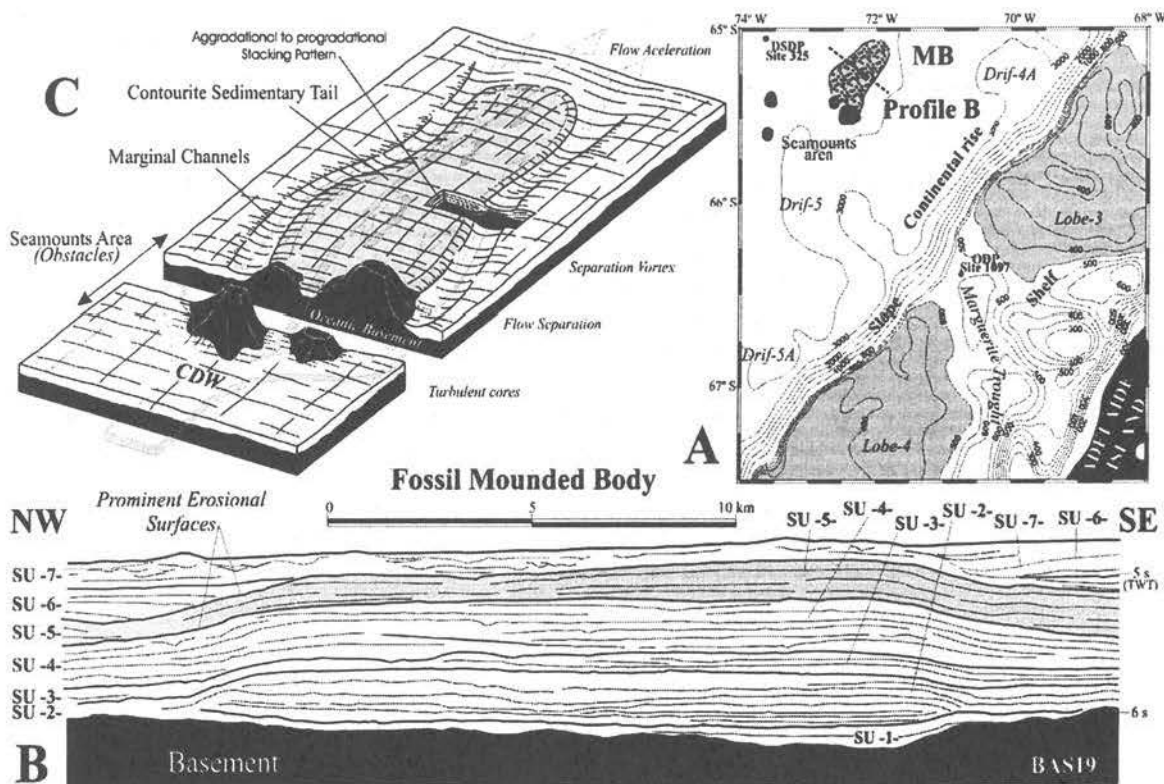 C
Aggradational to progradational
Stacking Pattern
Contourite Sedimentary Tail
Marginal Channels
Seamounts Area
(Obstacles)
Flow Aceleration
Separation Vortex
Flow Separation
Turbulent cores
Oceanic Basement
CDW
74° W
72° W
70° W
68° W
65° S
66° S
67° S
DSDP
Site 325
MB
Profile B
Seamounts
area
Drif-4A
Drif-5
Drif-5A
Continental rise
Slope
Lobe-3
ODP
Site 1097
Shelf
Marguerite Trough
Lobe-4
A
Fossil Mounded Body
Prominent Erosional
Surfaces
NW
0
5
10 km
SE
SU -5-
SU -4-
SU -3-
SU -2-
SU -7-
SU -6-
SU -7-
SU -6-
SU -5-
SU -4-
SU -3-
SU -2-
5 s
(TWT)
6 s
SU -1-
B
Basement
BAS19